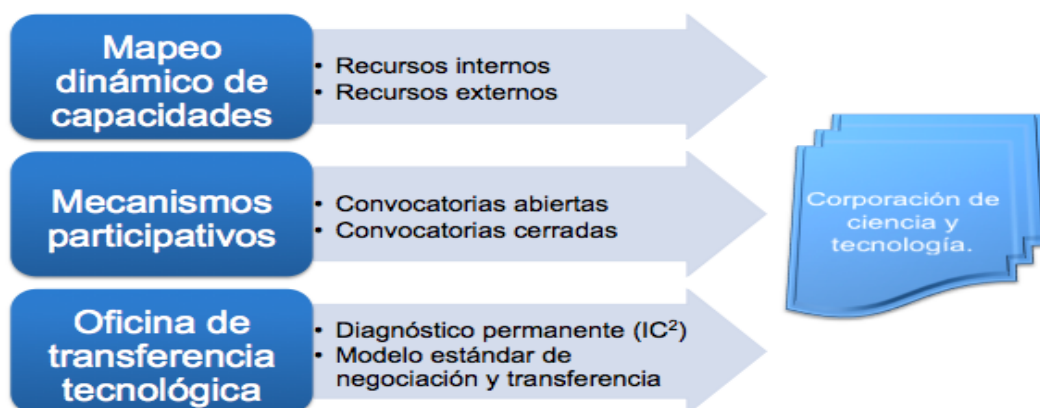 Mapeo
dinámico de
capacidades
• Recursos internos
• Recursos externos
Mecanismos
participativos
• Convocatorias abiertas
• Convocatorias cerradas
Oficina de
transferencia
tecnológica
• Diagnóstico permanente (IC²)
• Modelo estándar de
negociación y transferencia
Corporación de
ciencia y
tecnología.